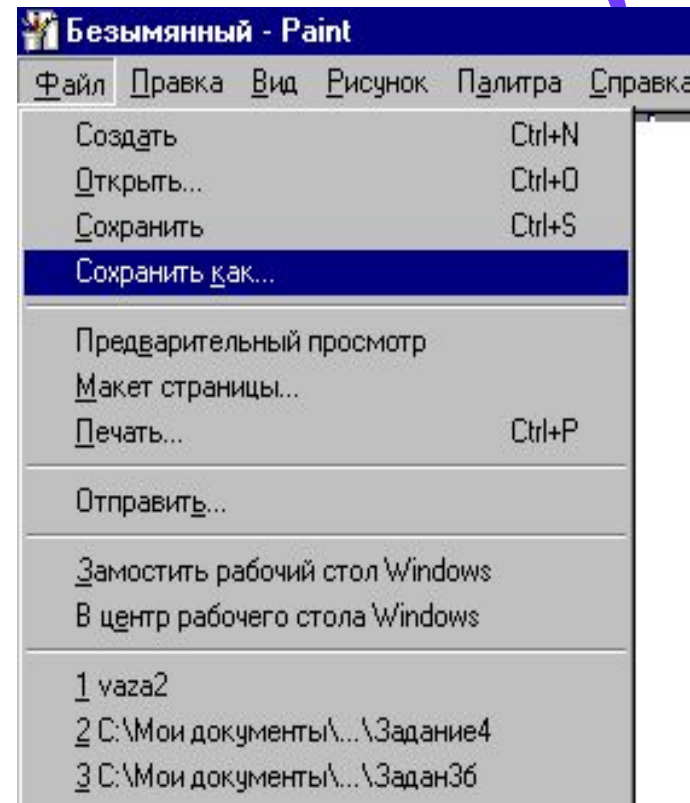 Безымянный - Paint
Файл Правка Вид Рисунок Палитра Справка
Создать Ctrl+N
Открыть... Ctrl+O
Сохранить Ctrl+S
Сохранить как...
Предварительный просмотр
Макет страницы...
Печать... Ctrl+P
Отправить...
Замостить рабочий стол Windows
В центр рабочего стола Windows
1 vaza2
2 C:\Мои документы\...\Задание4
3 C:\Мои документы\...\Задан3б